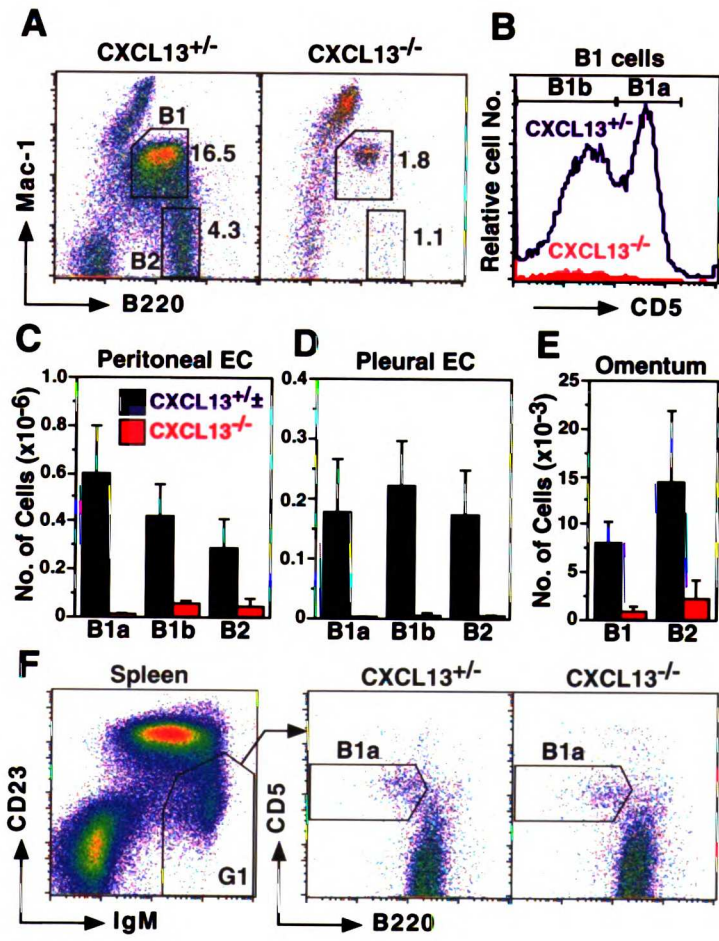 A
CXCL13+/-
CXCL13-/-
B1
16.5
4.3
B2
1.8
1.1
Mac-1
B220
B
B1 cells
B1b
B1a
CXCL13+/-
CXCL13-/-
Relative cell No.
CD5
C
Peritoneal EC
No. of Cells (x10-6)
1.0
0.8
0.6
0.4
0.2
0
CXCL13+/±
CXCL13-/-
B1a
B1b
B2
D
Pleural EC
0.4
0.3
0.2
0.1
0
B1a
B1b
B2
E
Omentum
No. of Cells (x10-3)
25
20
15
10
5
0
B1
B2
F
Spleen
CD23
IgM
G1
CXCL13+/-
B1a
CXCL13-/-
B1a
CD5
B220